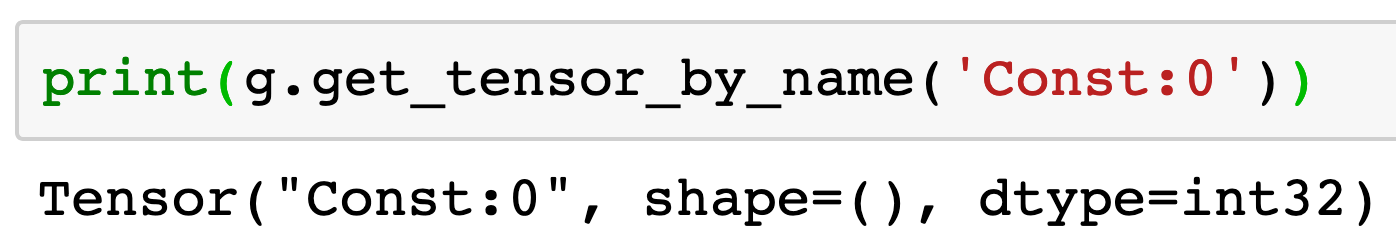 print(g.get_tensor_by_name('Const:0'))
Tensor("Const:0", shape=(), dtype=int32)